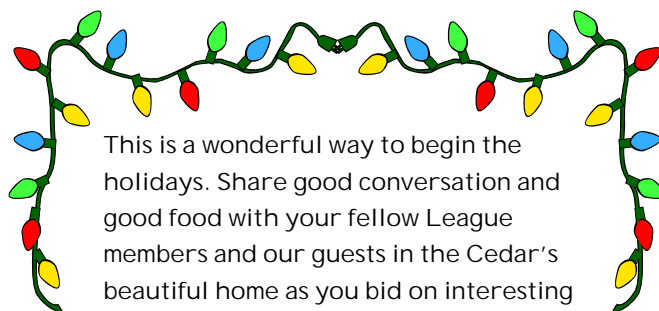 This is a wonderful way to begin the
holidays. Share good conversation and
good food with your fellow League
members and our guests in the Cedar's
beautiful home as you bid on interesting